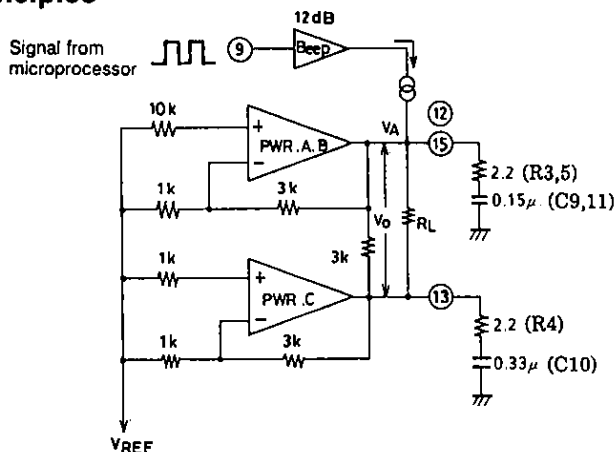 12dB
Signal from
microprocessor
9
Beep
10k
+
PWR.A.B
−
VA
12
15
2.2 (R3,5)
0.15μ (C9,11)
1k
3k
Vo
RL
3k
1k
+
PWR.C
−
13
2.2 (R4)
0.33μ (C10)
1k
3k
VREF